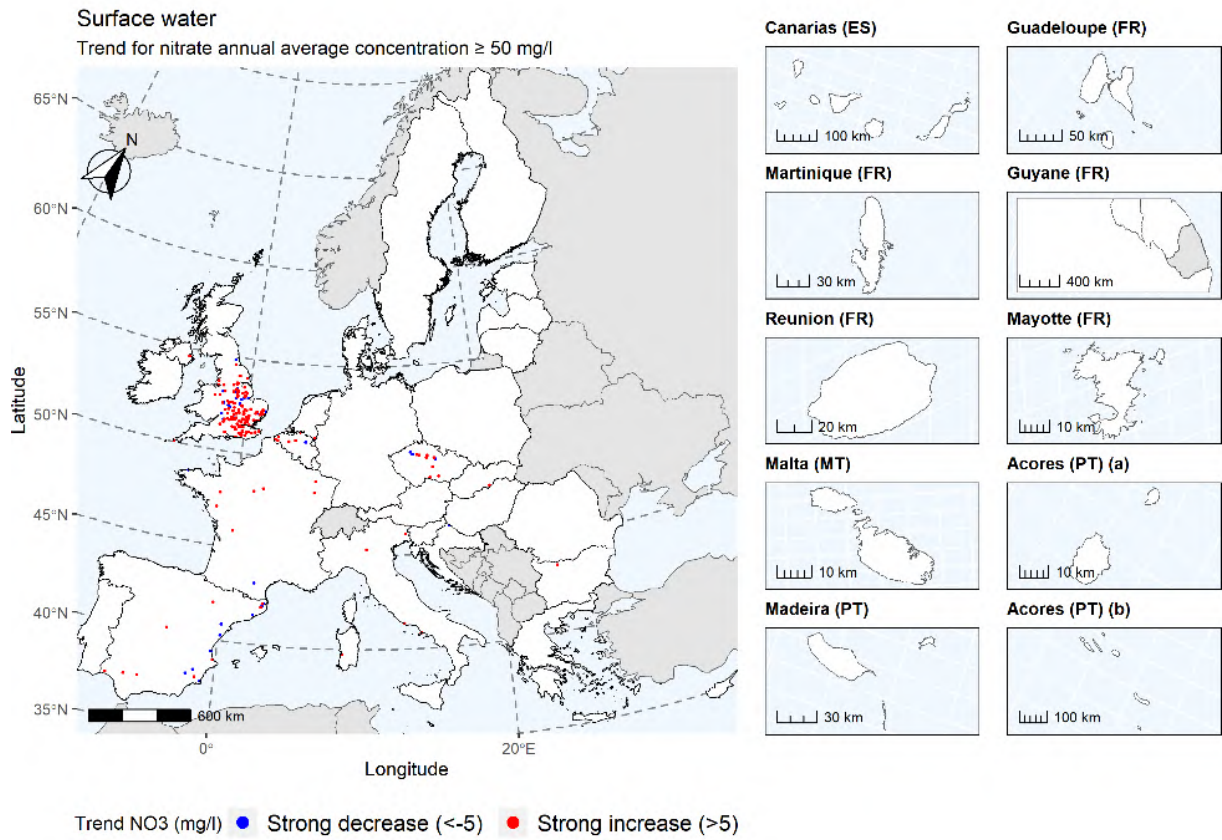 Surface water
Trend for nitrate annual average concentration ≥ 50 mg/l
65°N
60°N
55°N
50°N
45°N
40°N
35°N
Latitude
N
600 km
0°
20°E
Longitude
Trend NO3 (mg/l) Strong decrease (<-5) Strong increase (>5)
Canarias (ES)
100 km
Guadeloupe (FR)
50 km
Martinique (FR)
30 km
Guyane (FR)
400 km
Reunion (FR)
20 km
Mayotte (FR)
10 km
Malta (MT)
10 km
Acores (PT) (a)
10 km
Madeira (PT)
30 km
Acores (PT) (b)
100 km